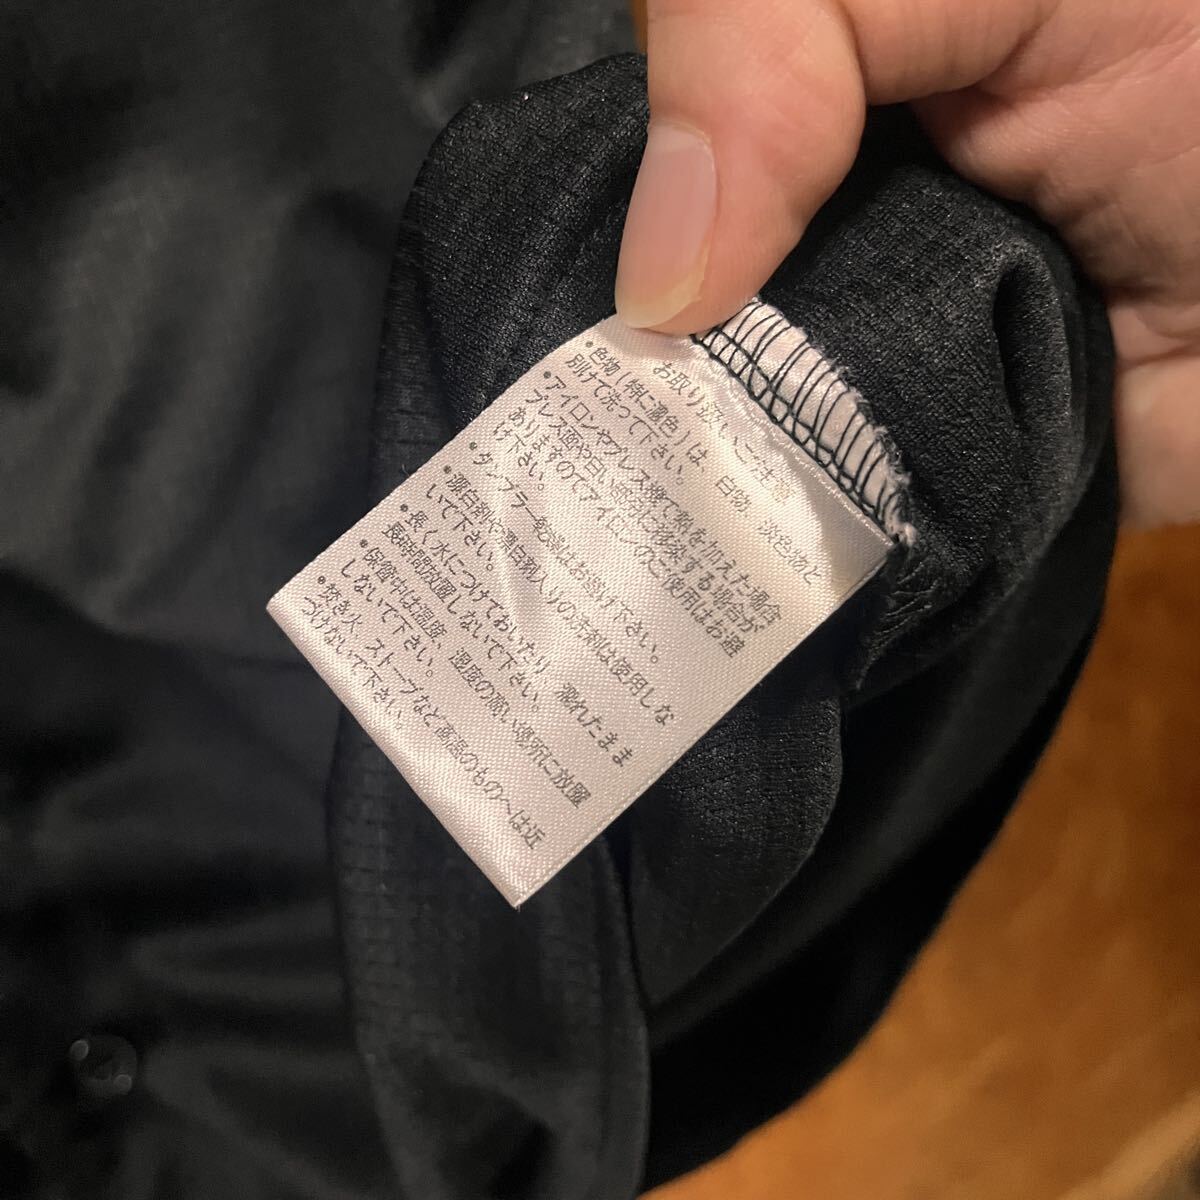 お取り扱いご注意
●色物(特に濃色)は、白物、淡色物と
別けて洗って下さい。
●アイロンやプレス機で熱を加えた場合
プレス面や白い部分に移染する場合が
ありますのでアイロンのご使用はお避
け下さい。
●タンブラー乾燥はお避け下さい。
●漂白剤や漂白剤入りの洗剤は使用しな
いで下さい。
●長く水につけておいたり、濡れたまま
長時間放置しないで下さい。
●保管中は温度、湿度の高い場所に放置
しないで下さい。
●炊き火、ストーブなど高温のものへは近
づけないで下さい。